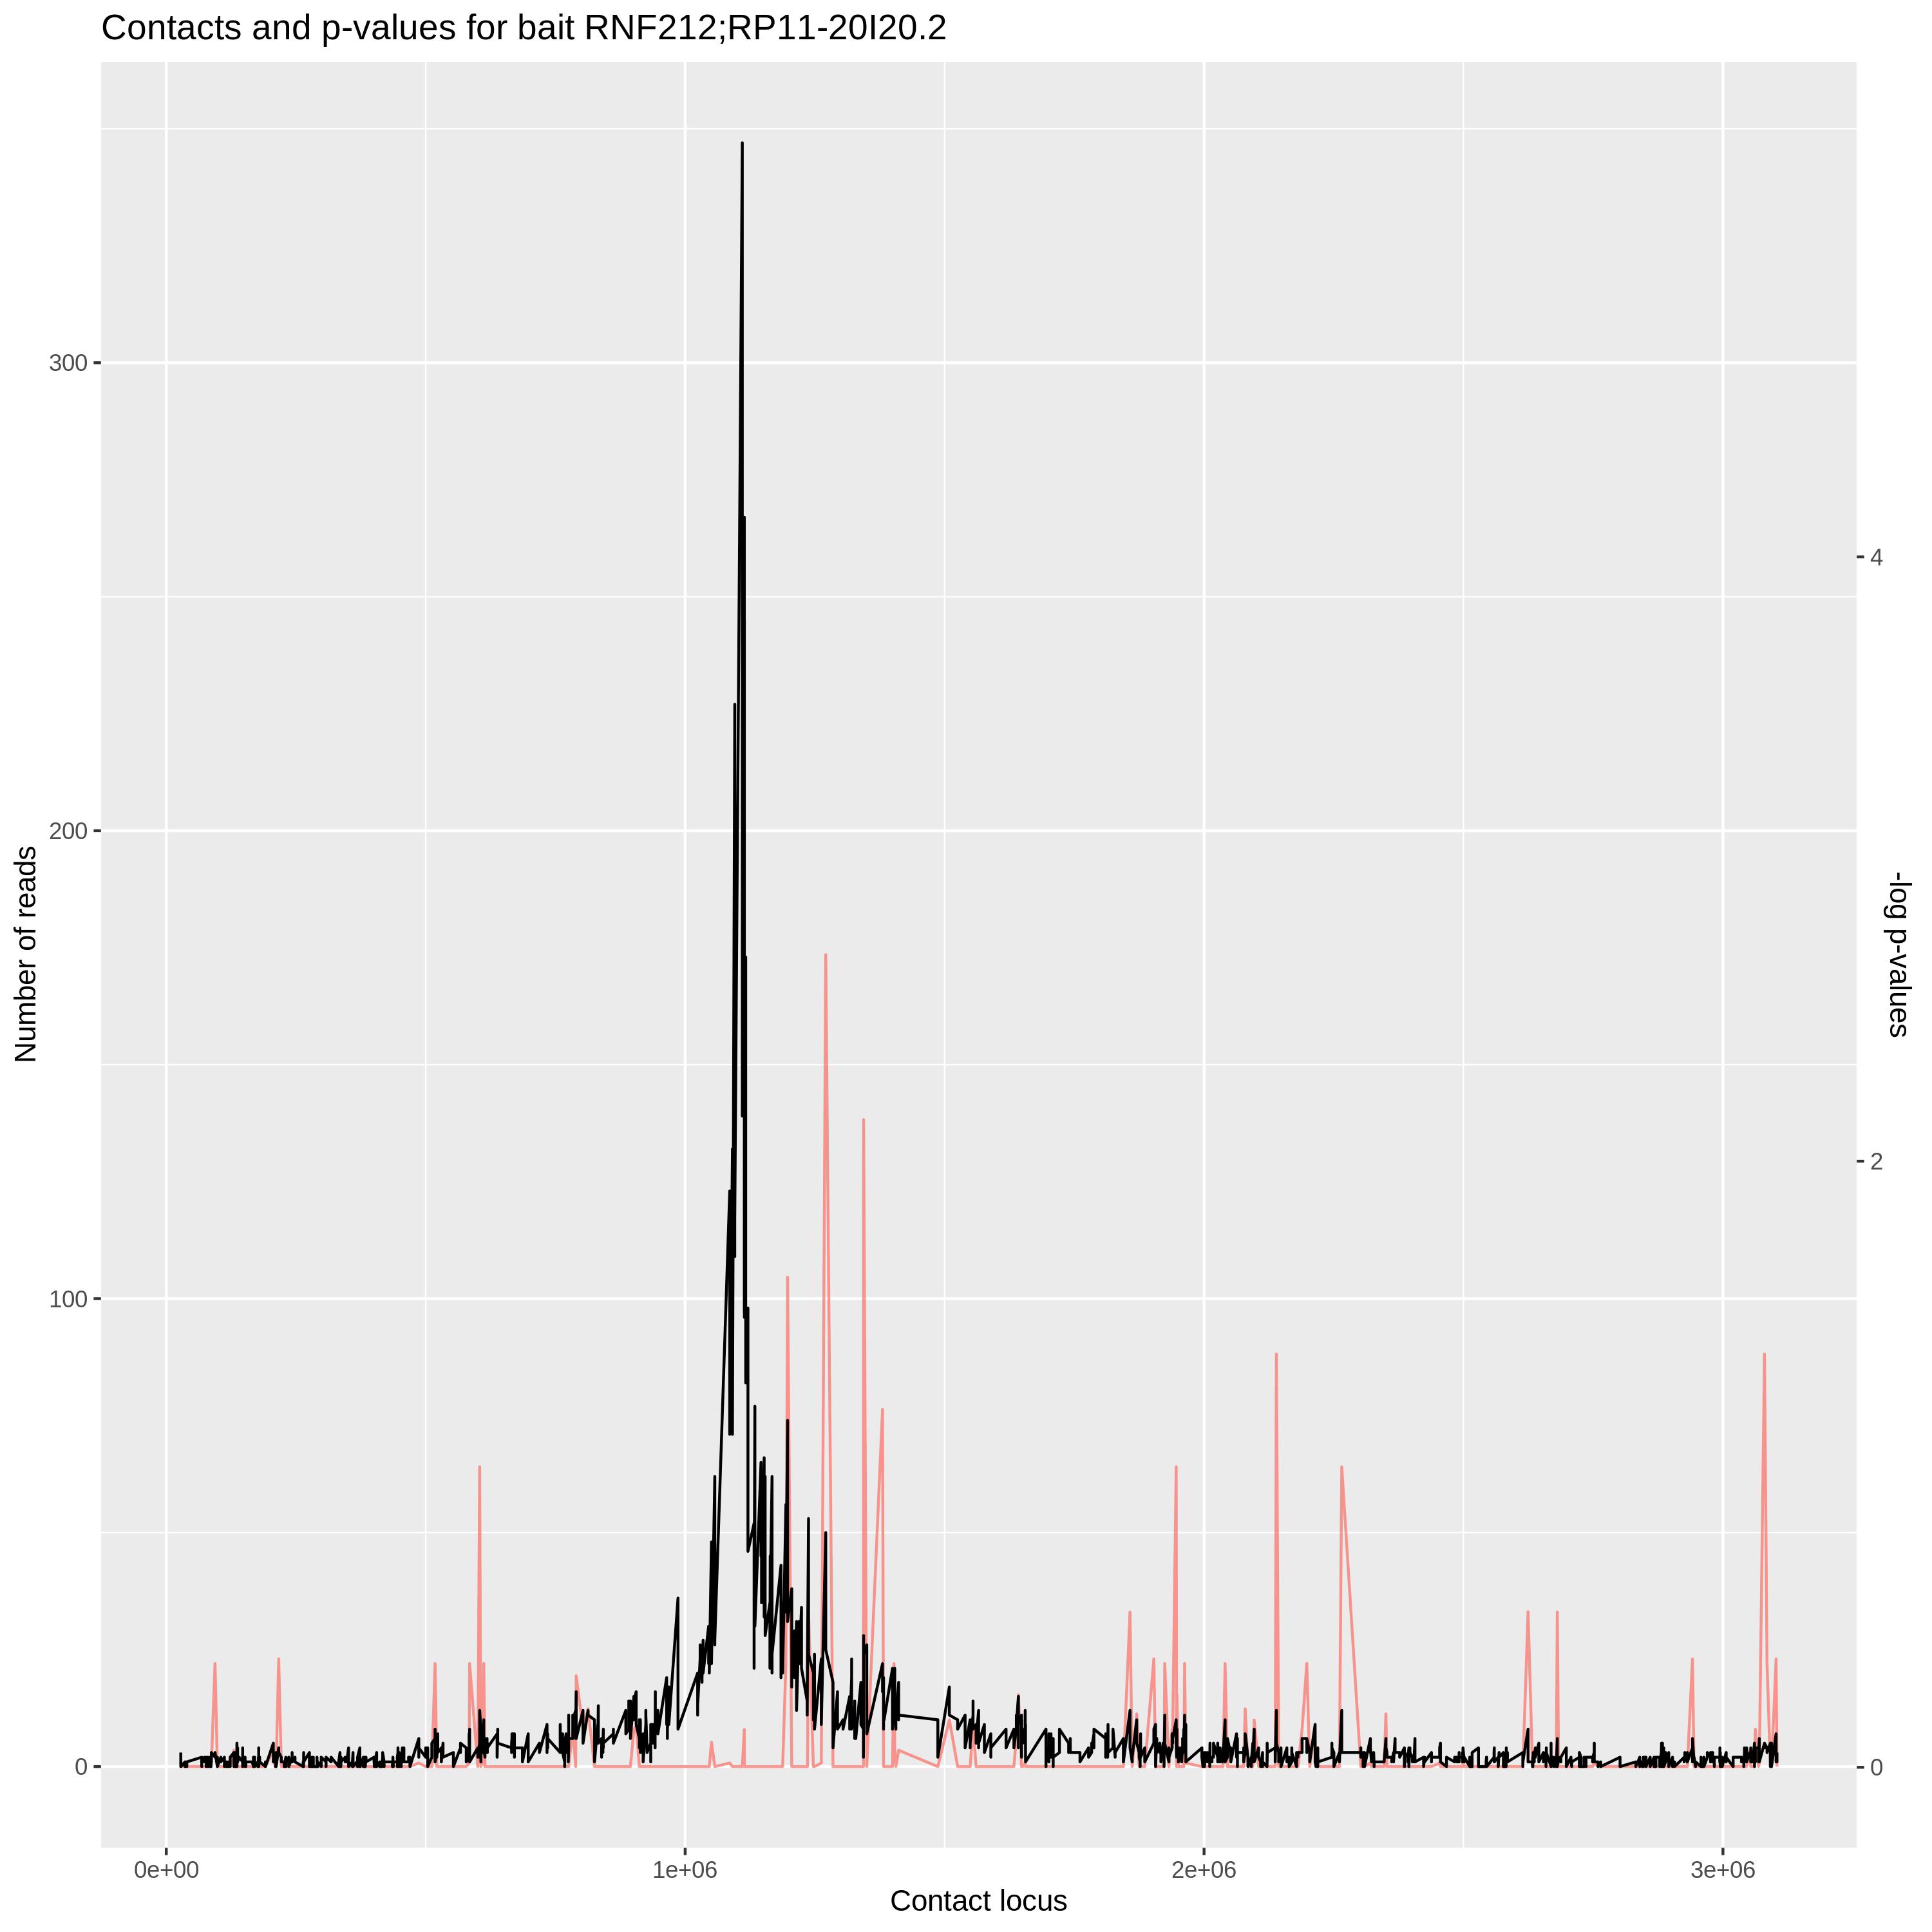 Contacts and p-values for bait RNF212;RP11-20I20.2
300
200
100
0
Number of reads
4
2
0
-log p-values
0e+00 1e+06 2e+06 3e+06
Contact locus